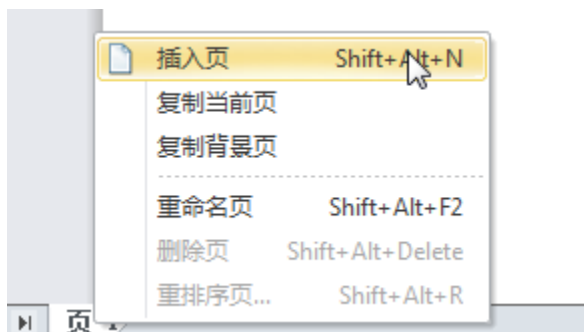 插入页 Shift+Alt+N
复制当前页
复制背景页
重命名页 Shift+Alt+F2
删除页 Shift+Alt+Delete
重排序页... Shift+Alt+R
页